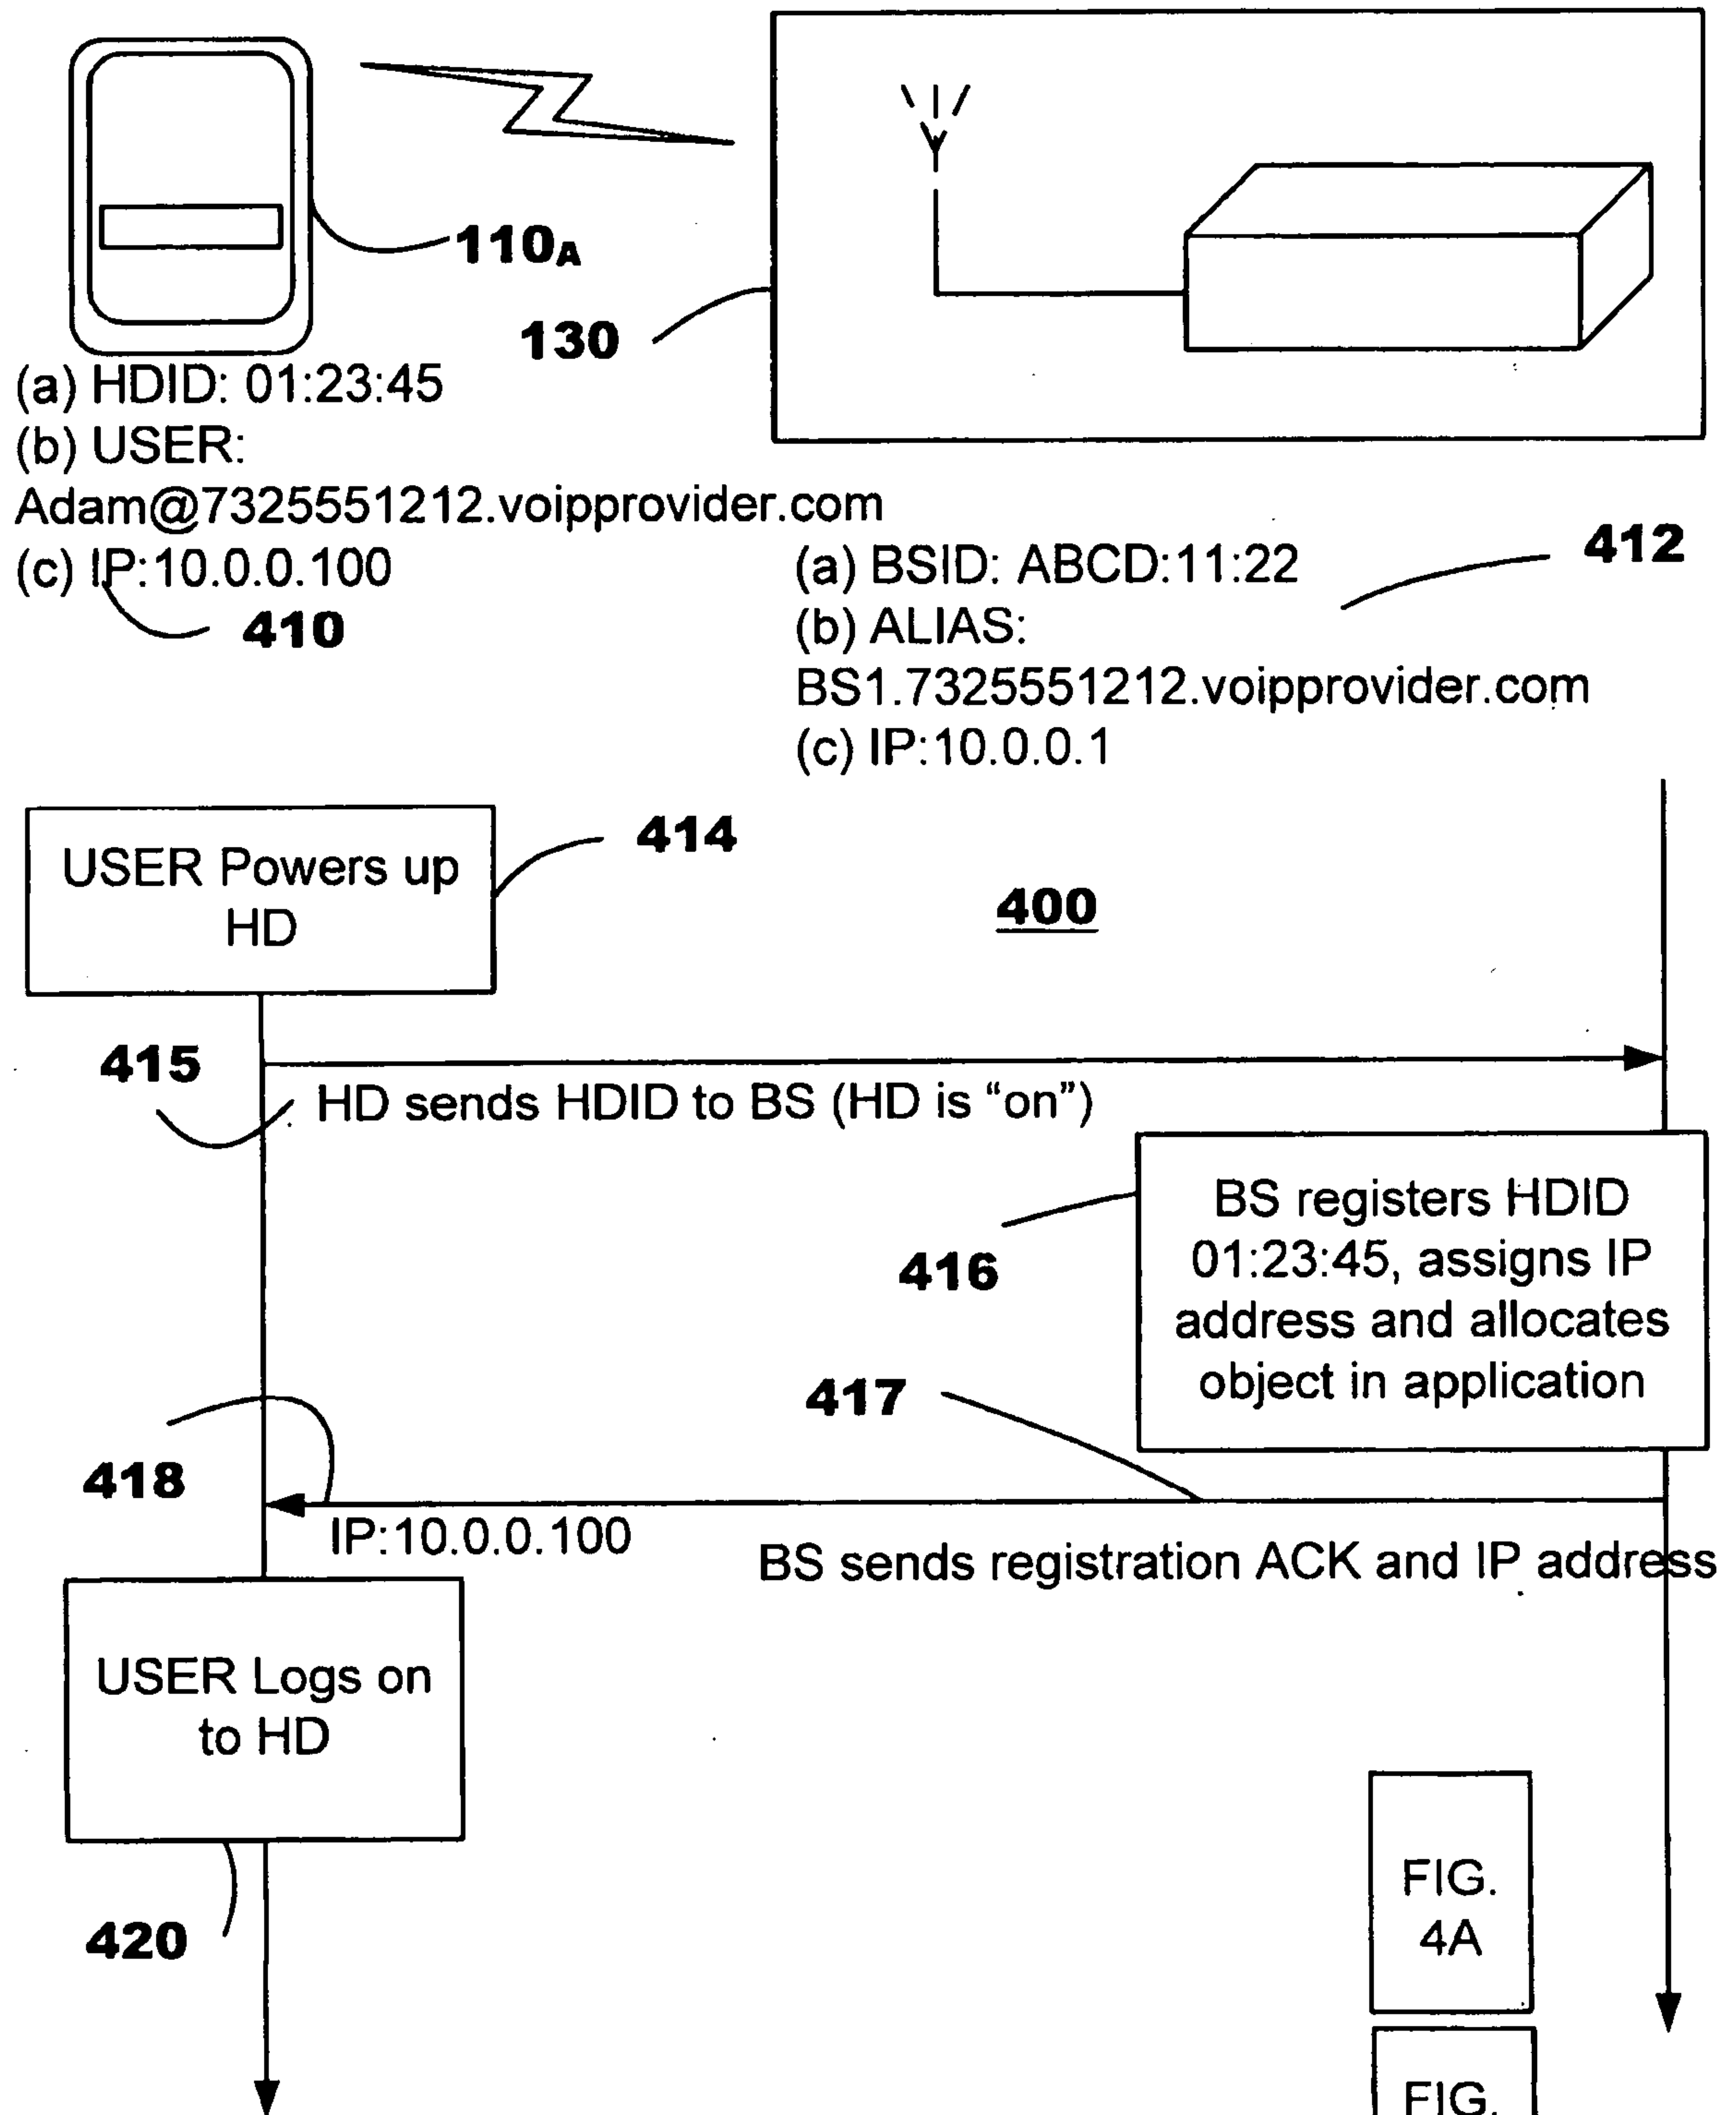 110A
130
(a) HDID: 01:23:45
(b) USER:
Adam@7325551212.voipprovider.com
(c) IP:10.0.0.100
410
412
(a) BSID: ABCD:11:22
(b) ALIAS:
BS1.7325551212.voipprovider.com
(c) IP:10.0.0.1
USER Powers up
HD
414
400
415
HD sends HDID to BS (HD is “on”)
BS registers HDID
01:23:45, assigns IP
address and allocates
object in application
416
417
418
IP:10.0.0.100
BS sends registration ACK and IP address
USER Logs on
to HD
420
FIG.
4A
FIG.